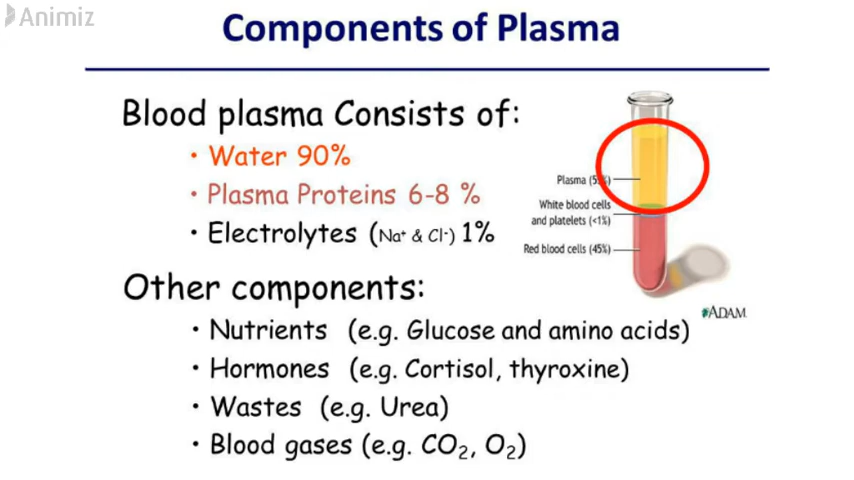 Animiz
Components of Plasma
Blood plasma Consists of:
• Water 90%
• Plasma Proteins 6-8 %
• Electrolytes (Na⁺ & Cl⁻) 1%
Plasma (55%)
White blood cells
and platelets (<1%)
Red blood cells (45%)
ADAM
Other components:
• Nutrients (e.g. Glucose and amino acids)
• Hormones (e.g. Cortisol, thyroxine)
• Wastes (e.g. Urea)
• Blood gases (e.g. CO₂, O₂)